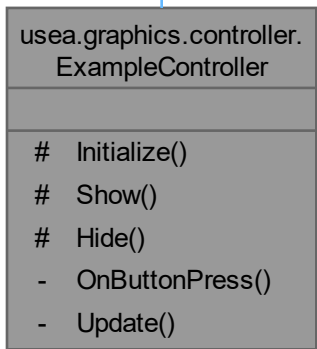 usea.graphics.controller.
ExampleController
# Initialize()
# Show()
# Hide()
- OnButtonPress()
- Update()